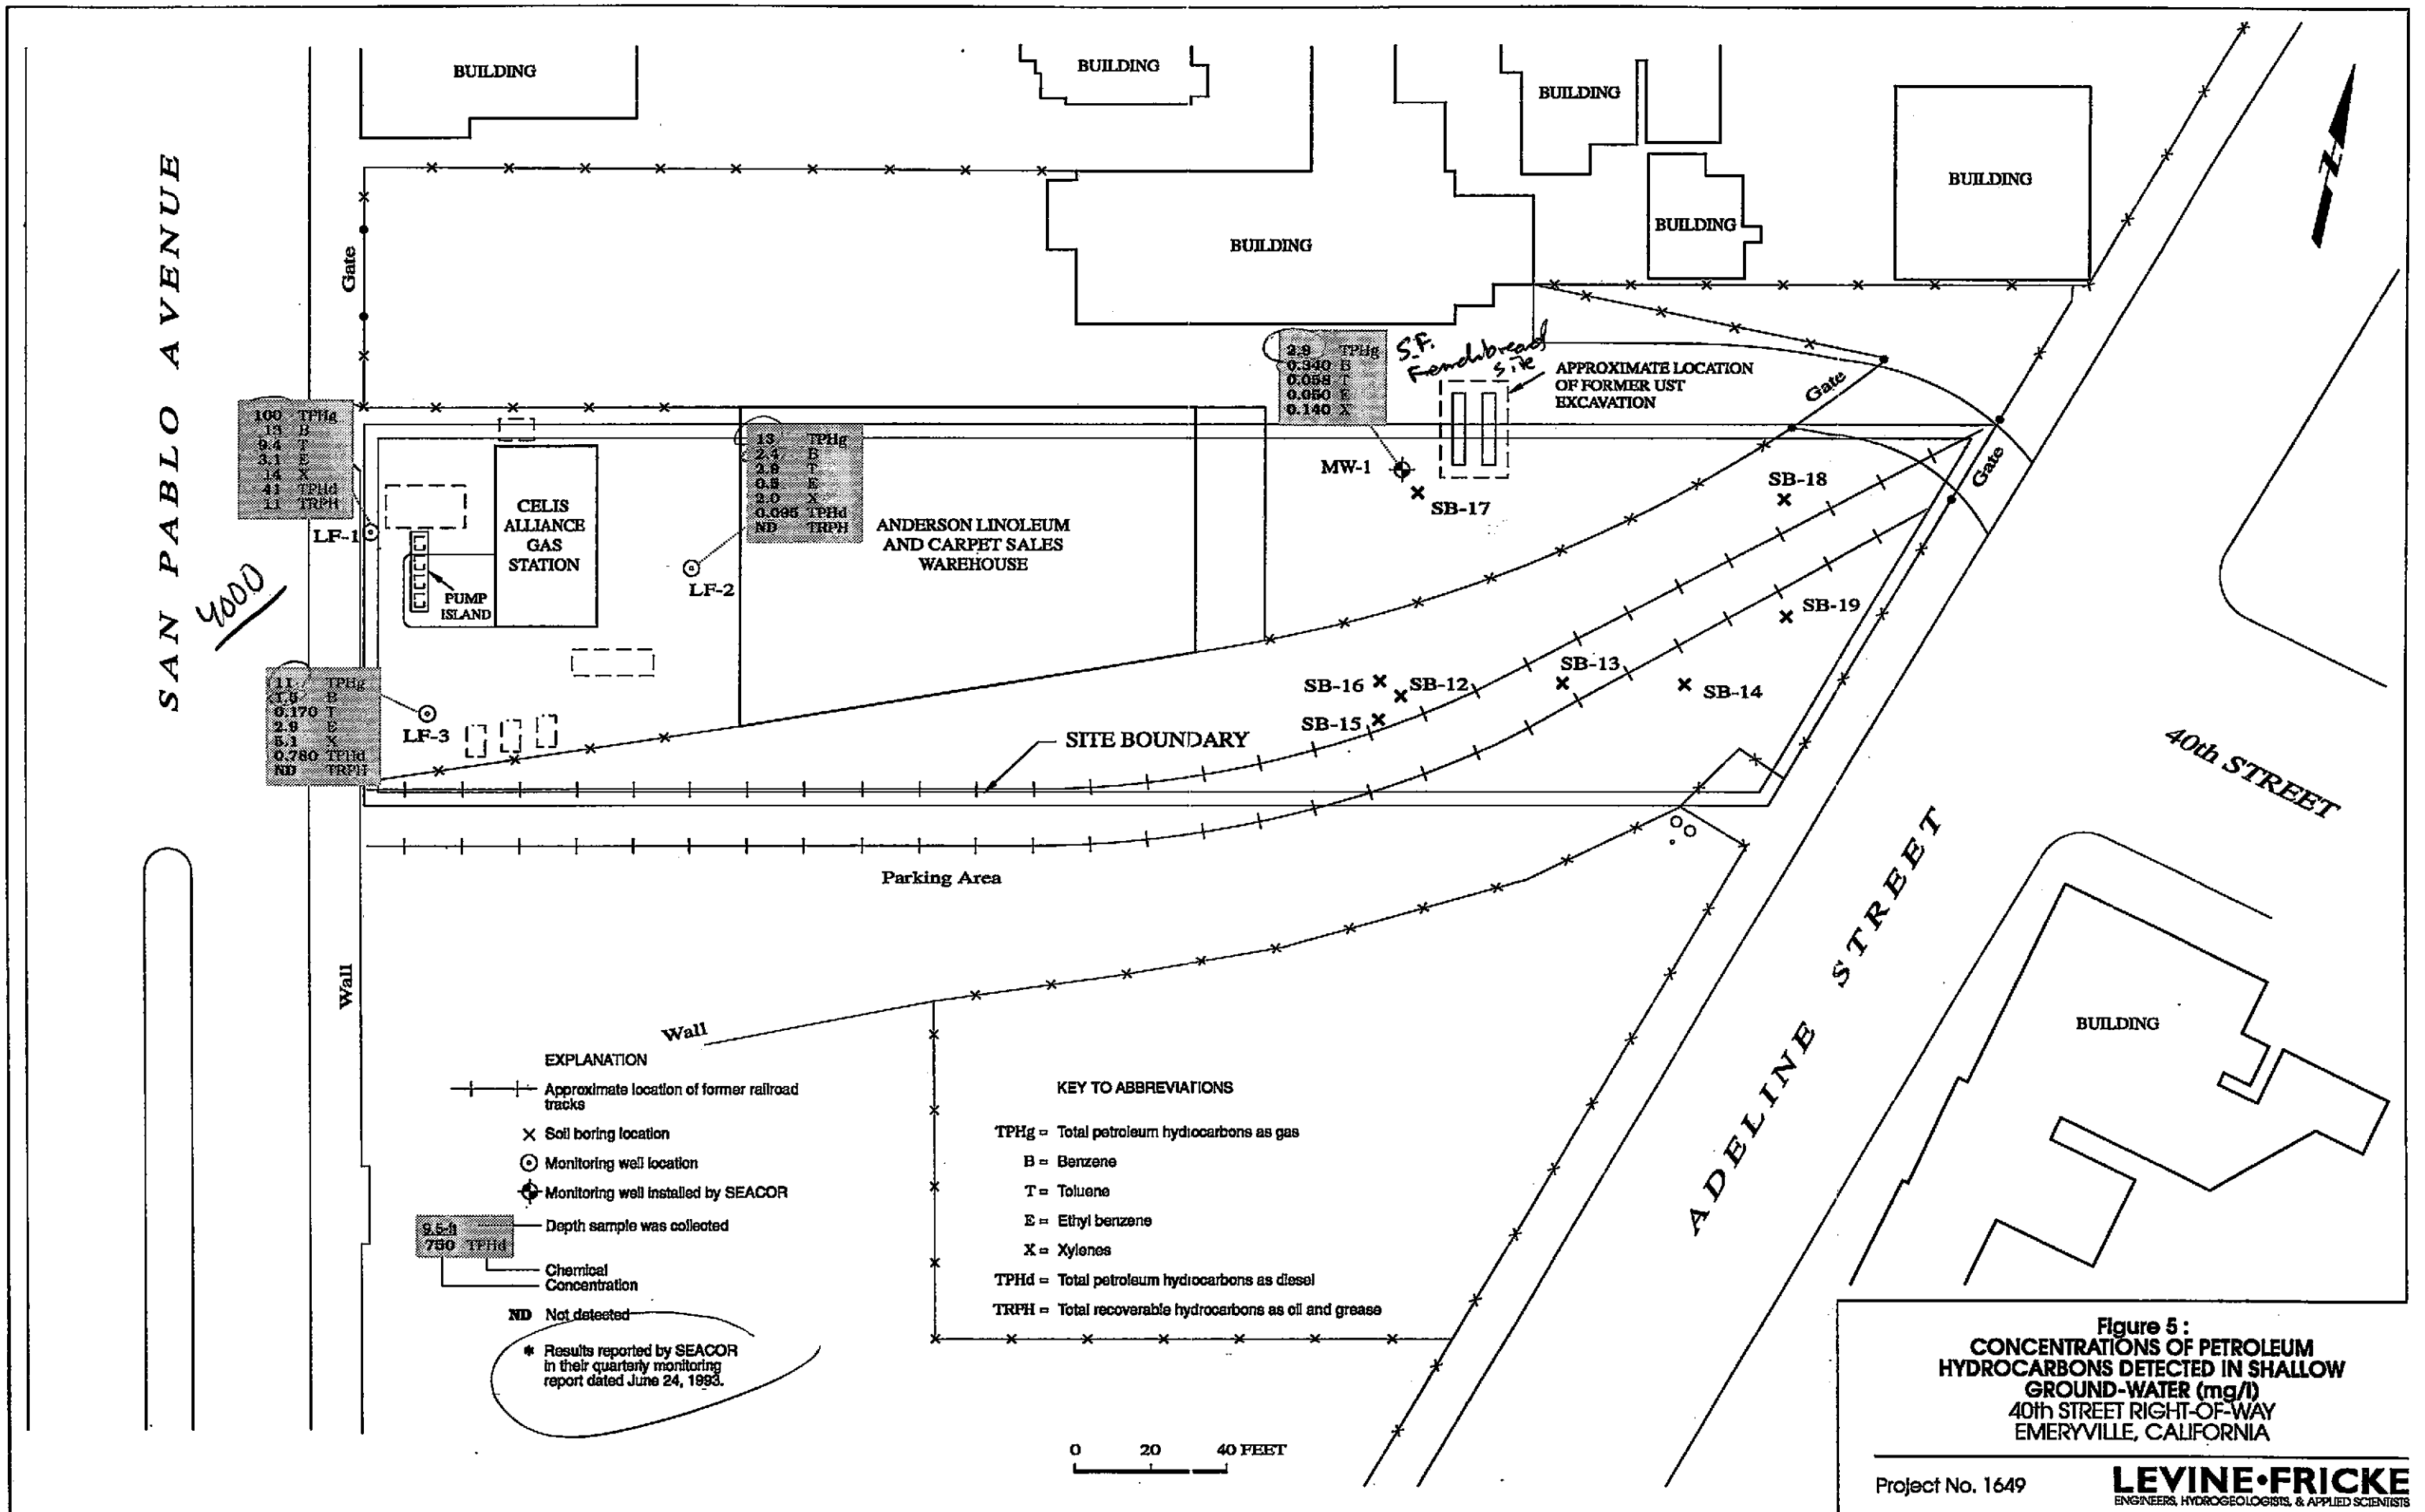 BUILDING
BUILDING
BUILDING
BUILDING
BUILDING
BUILDING
N
SAN PABLO AVENUE
4000
Gate
100 TPHg
13 B
9.4 T
3.1 E
14 X
41 TPHd
11 TRPH
LF-1
CELIS
ALLIANCE
GAS
STATION
PUMP
ISLAND
13 TPHg
2.4 B
2.9 T
0.5 E
2.0 X
0.095 TPHd
ND TRPH
LF-2
ANDERSON LINOLEUM
AND CARPET SALES
WAREHOUSE
2.9 TPHg
0.340 B
0.058 T
0.050 E
0.140 X
MW-1
S.F.
Frenchbread
site
APPROXIMATE LOCATION
OF FORMER UST
EXCAVATION
Gate
Gate
SB-17
SB-18
SB-19
SB-13
SB-14
SB-16
SB-12
SB-15
11 TPHg
B
0.170 T
2.9 E
5.1 X
0.780 TPHd
ND TRPH
LF-3
SITE BOUNDARY
Parking Area
Wall
Wall
40th STREET
ADELINE STREET
BUILDING
EXPLANATION
Approximate location of former railroad
tracks
Soil boring location
Monitoring well location
Monitoring well installed by SEACOR
9.5-ft
750 TPHd
Depth sample was collected
Chemical
Concentration
ND Not detected
* Results reported by SEACOR
in their quarterly monitoring
report dated June 24, 1993.
KEY TO ABBREVIATIONS
TPHg = Total petroleum hydrocarbons as gas
B = Benzene
T = Toluene
E = Ethyl benzene
X = Xylenes
TPHd = Total petroleum hydrocarbons as diesel
TRPH = Total recoverable hydrocarbons as oil and grease
0 20 40 FEET
Figure 5 :
CONCENTRATIONS OF PETROLEUM
HYDROCARBONS DETECTED IN SHALLOW
GROUND-WATER (mg/l)
40th STREET RIGHT-OF-WAY
EMERYVILLE, CALIFORNIA
Project No. 1649
LEVINE•FRICKE
ENGINEERS, HYDROGEOLOGISTS, & APPLIED SCIENTISTS